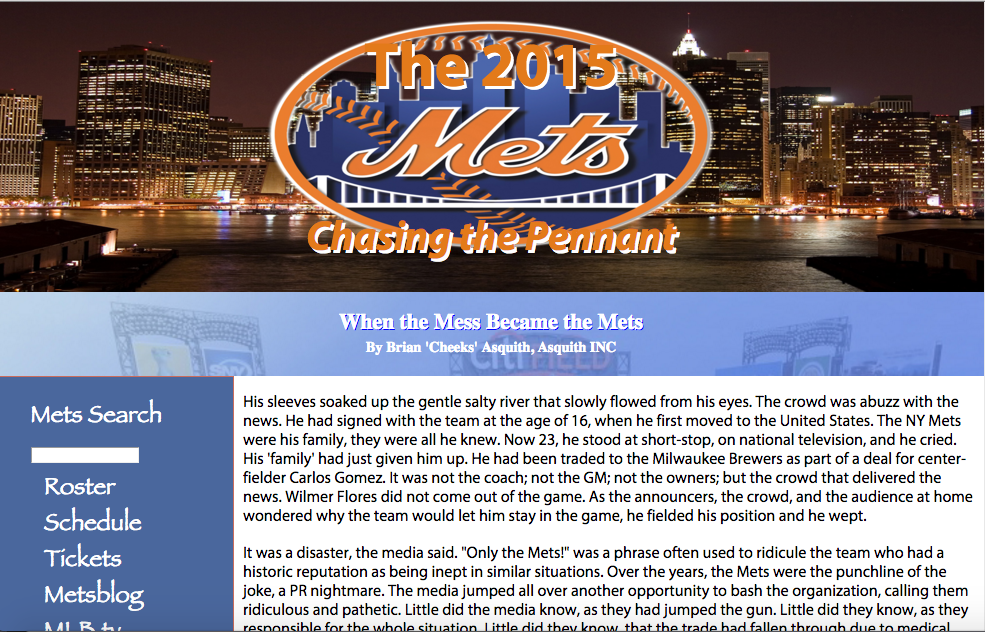 The 2015
Mets
Chasing the Pennant
When the Mess Became the Mets
By Brian 'Cheeks' Asquith, Asquith INC
CITI FIELD
Mets Search
Roster
Schedule
Tickets
Metsblog
MLB.tv
His sleeves soaked up the gentle salty river that slowly flowed from his eyes. The crowd was abuzz with the
news. He had signed with the team at the age of 16, when he first moved to the United States. The NY Mets
were his family, they were all he knew. Now 23, he stood at short-stop, on national television, and he cried.
His 'family' had just given him up. He had been traded to the Milwaukee Brewers as part of a deal for center-
fielder Carlos Gomez. It was not the coach; not the GM; not the owners; but the crowd that delivered the
news. Wilmer Flores did not come out of the game. As the announcers, the crowd, and the audience at home
wondered why the team would let him stay in the game, he fielded his position and he wept.
It was a disaster, the media said. "Only the Mets!" was a phrase often used to ridicule the team who had a
historic reputation as being inept in similar situations. Over the years, the Mets were the punchline of the
joke, a PR nightmare. The media jumped all over another opportunity to bash the organization, calling them
ridiculous and pathetic. Little did the media know, as they had jumped the gun. Little did they know, as they
responsible for the whole situation. Little did they know, that the trade had fallen through due to medical